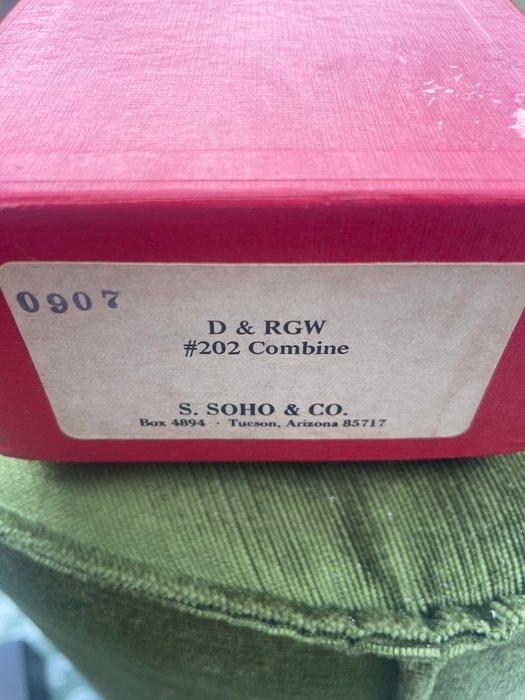 0907
D & RGW
#202 Combine
S. SOHO & CO.
Box 4894 · Tucson, Arizona 85717